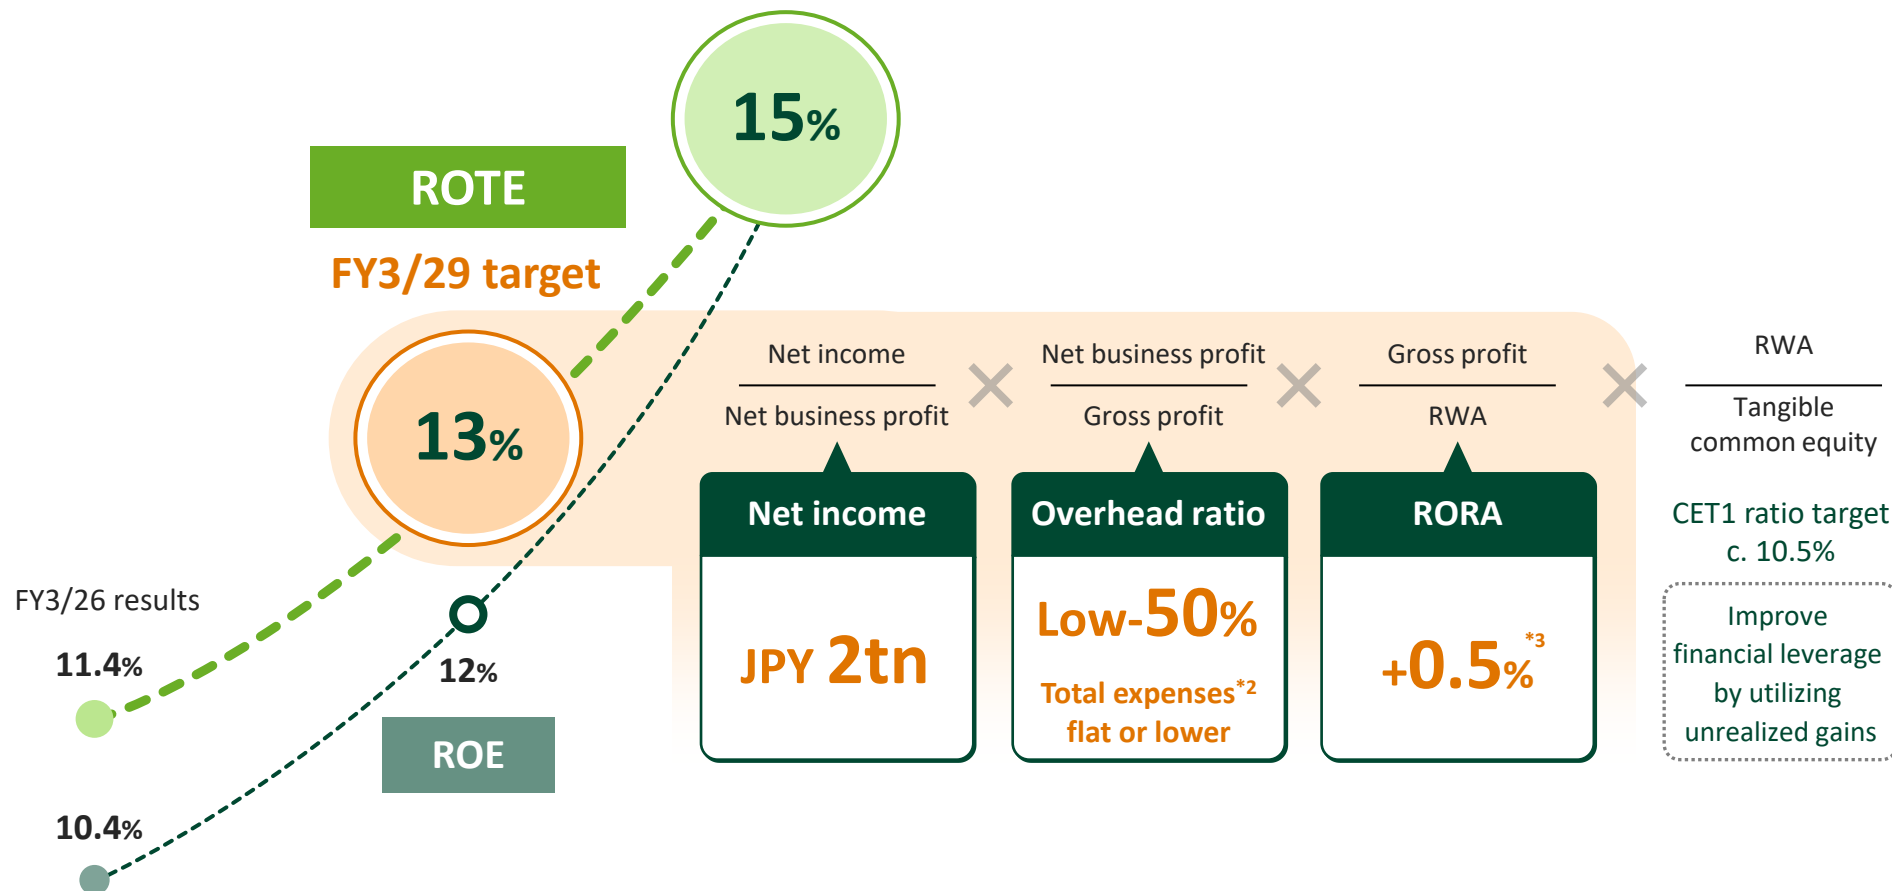 15%
ROTE
FY3/29 target
13%
FY3/26 results
11.4%
12%
ROE
10.4%
Net income
Net business profit
Net business profit
Gross profit
Gross profit
RWA
RWA
Tangible
common equity
Net income
JPY 2tn
Overhead ratio
Low-50%
Total expenses*2
flat or lower
RORA
+0.5%*3
CET1 ratio target
c. 10.5%
Improve
financial leverage
by utilizing
unrealized gains